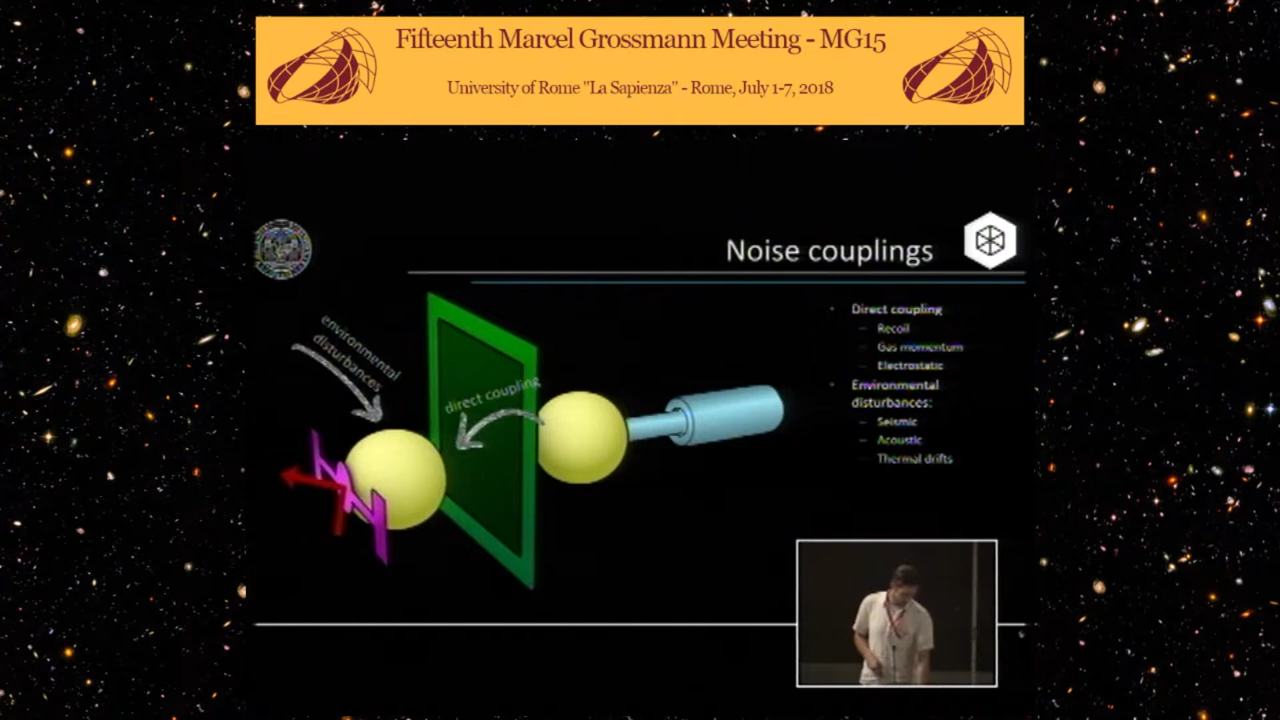 Fifteenth Marcel Grossmann Meeting - MG15
University of Rome "La Sapienza" - Rome, July 1-7, 2018
Noise couplings
environmental
disturbances
direct coupling
• Direct coupling
– Recoil
– Gas momentum
– Electrostatic
• Environmental
disturbances:
– Seismic
– Acoustic
– Thermal drifts